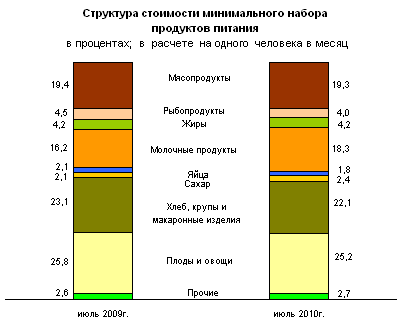 Структура стоимости минимального набора
продуктов питания
в процентах; в расчете на одного человека в месяц
19,4 Мясопродукты 19,3
4,5 Рыбопродукты 4,0
4,2 Жиры 4,2
16,2 Молочные продукты 18,3
2,1 Яйца 1,8
2,1 Сахар 2,4
23,1 Хлеб, крупы и 22,1
макаронные изделия
25,8 Плоды и овощи 25,2
2,6 Прочие 2,7
июль 2009г. июль 2010г.